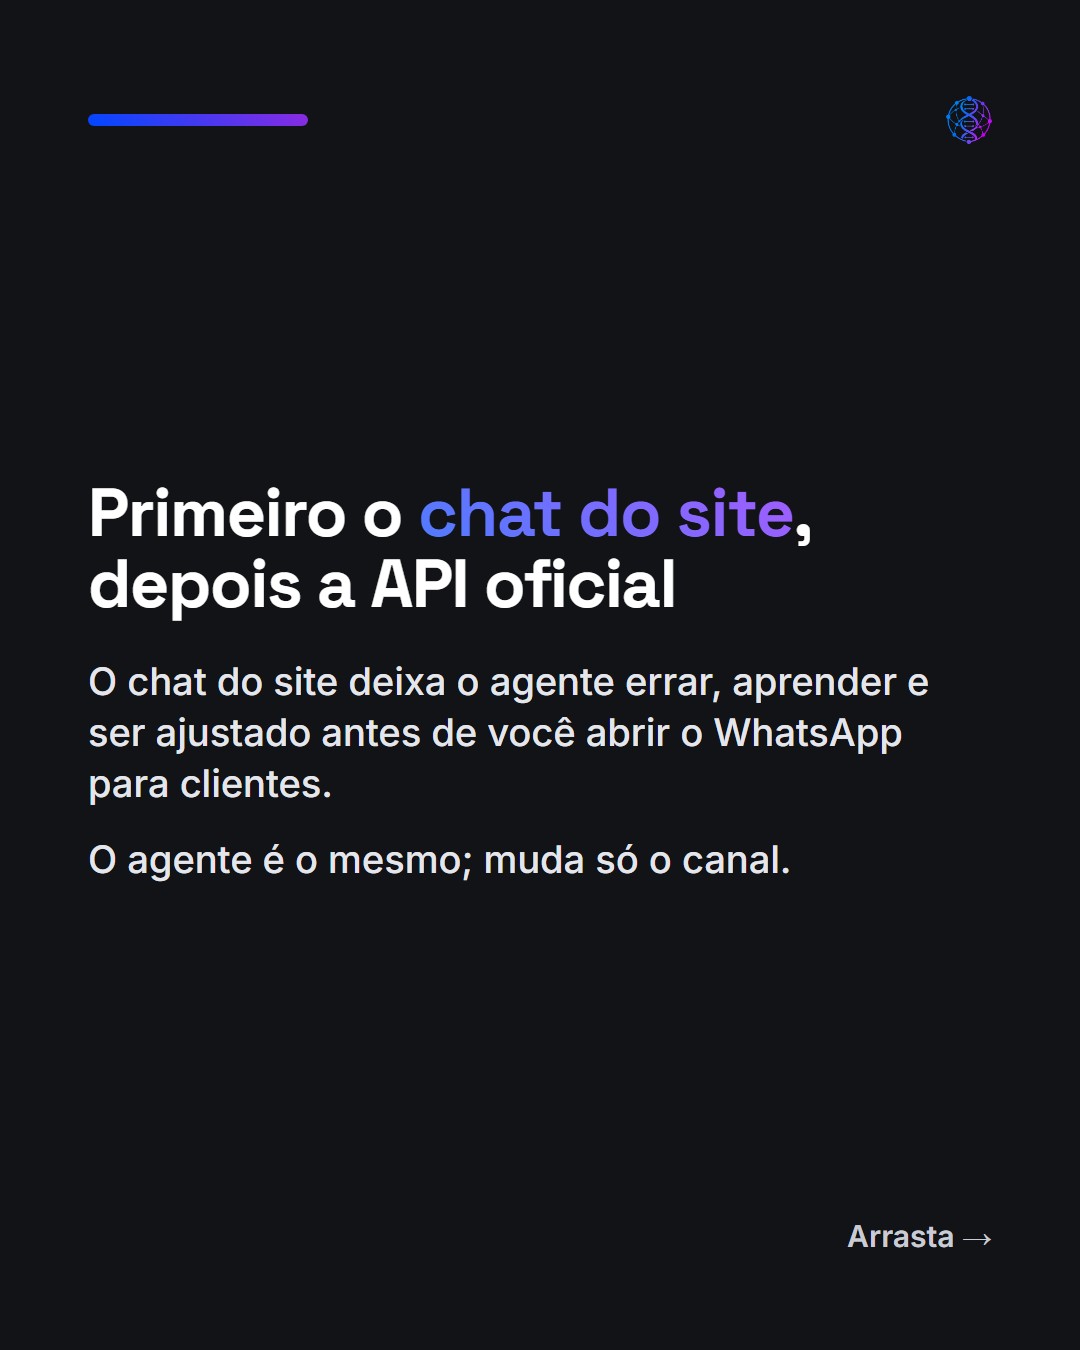 Primeiro o chat do site,
depois a API oficial
O chat do site deixa o agente errar, aprender e
ser ajustado antes de você abrir o WhatsApp
para clientes.
O agente é o mesmo; muda só o canal.
Arrasta →